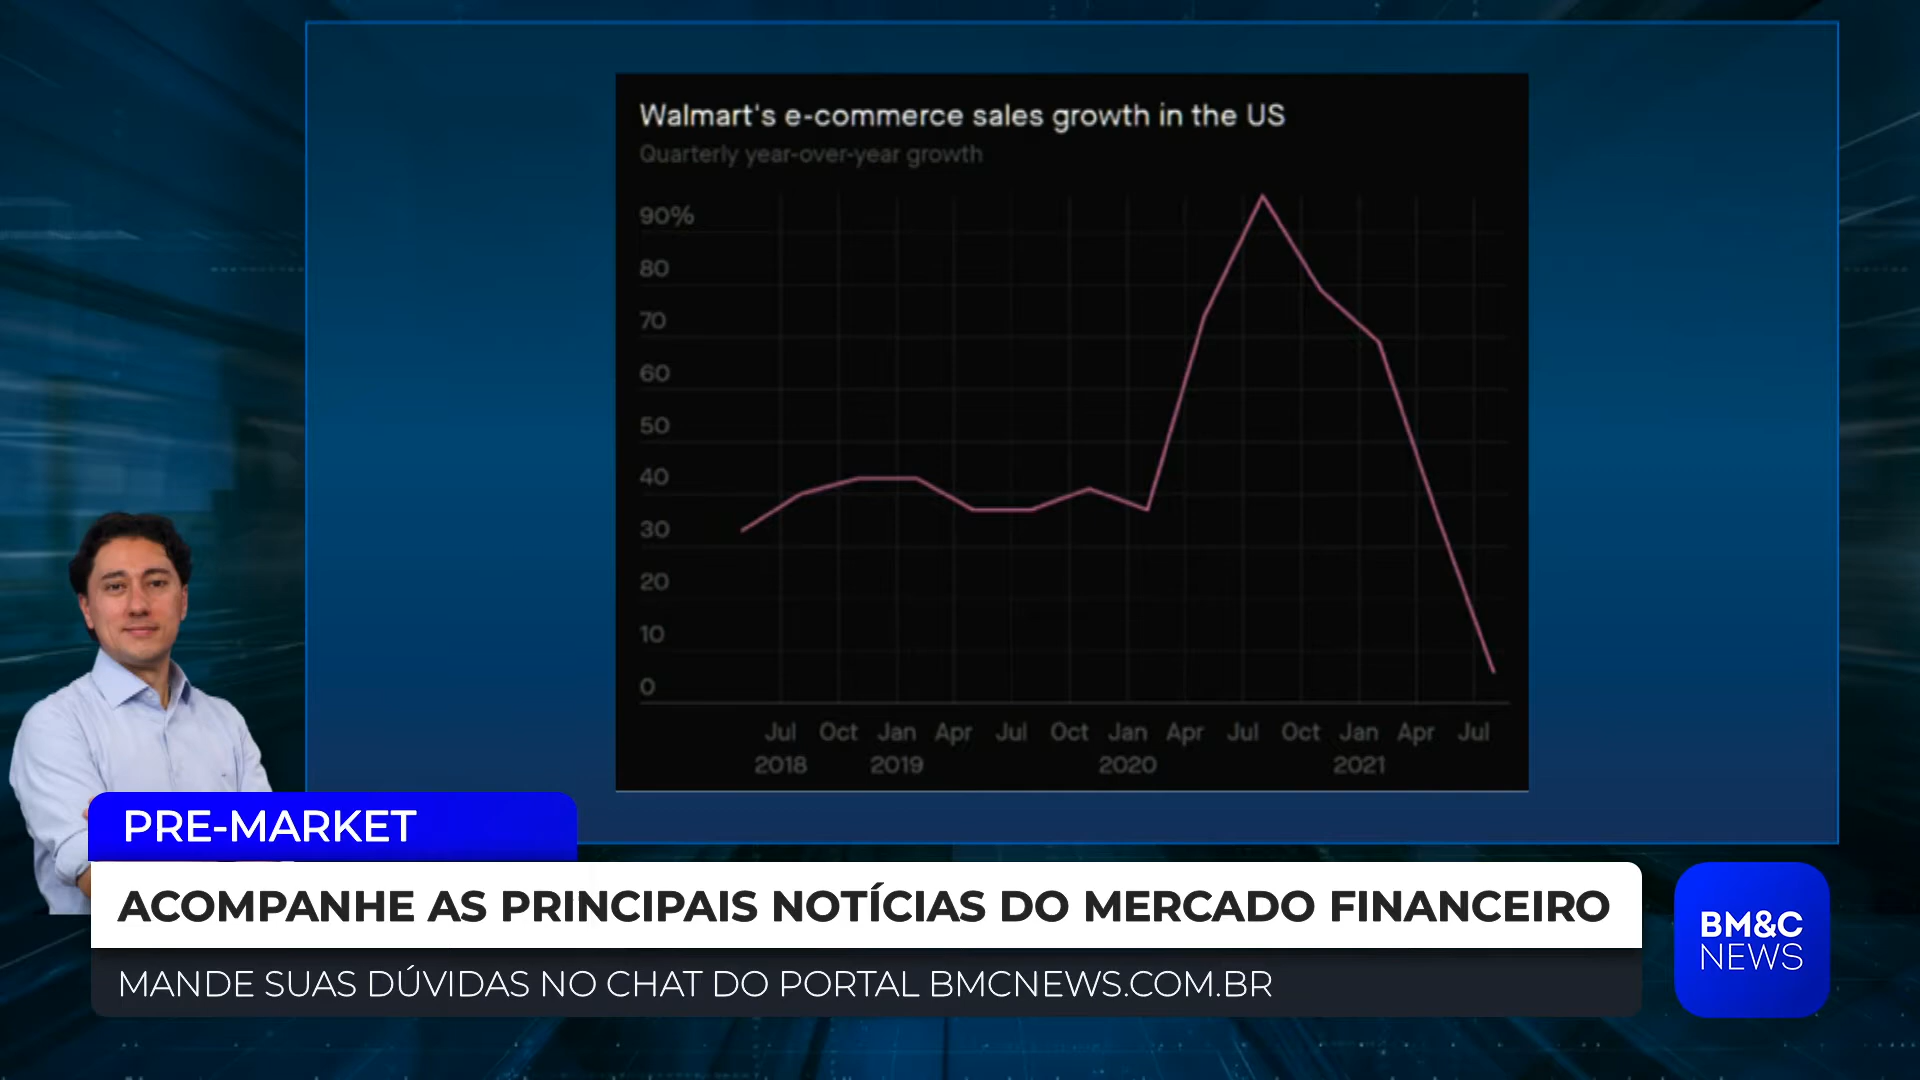 Walmart's e-commerce sales growth in the US
Quarterly year-over-year growth
90%
80
70
60
50
40
30
20
10
0
Jul Oct Jan Apr Jul Oct Jan Apr Jul Oct Jan Apr Jul
2018 2019 2020 2021
PRE-MARKET
ACOMPANHE AS PRINCIPAIS NOTÍCIAS DO MERCADO FINANCEIRO
MANDE SUAS DÚVIDAS NO CHAT DO PORTAL BMCNEWS.COM.BR
BM&C
NEWS